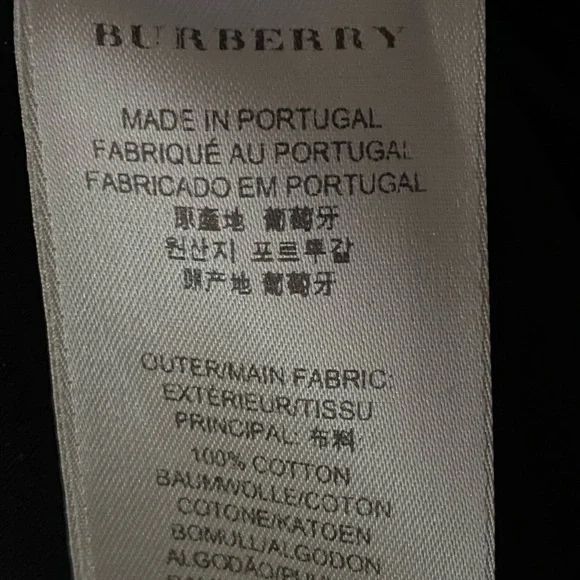 BURBERRY
MADE IN PORTUGAL
FABRIQUÉ AU PORTUGAL
FABRICADO EM PORTUGAL
原產地 葡萄牙
원산지 포르투갈
原产地 葡萄牙
OUTER/MAIN FABRIC:
EXTÉRIEUR/TISSU
PRINCIPAL: 布料
100% COTTON
BAUMWOLLE/COTON
COTONE/KATOEN
BOMULL/ALGODON